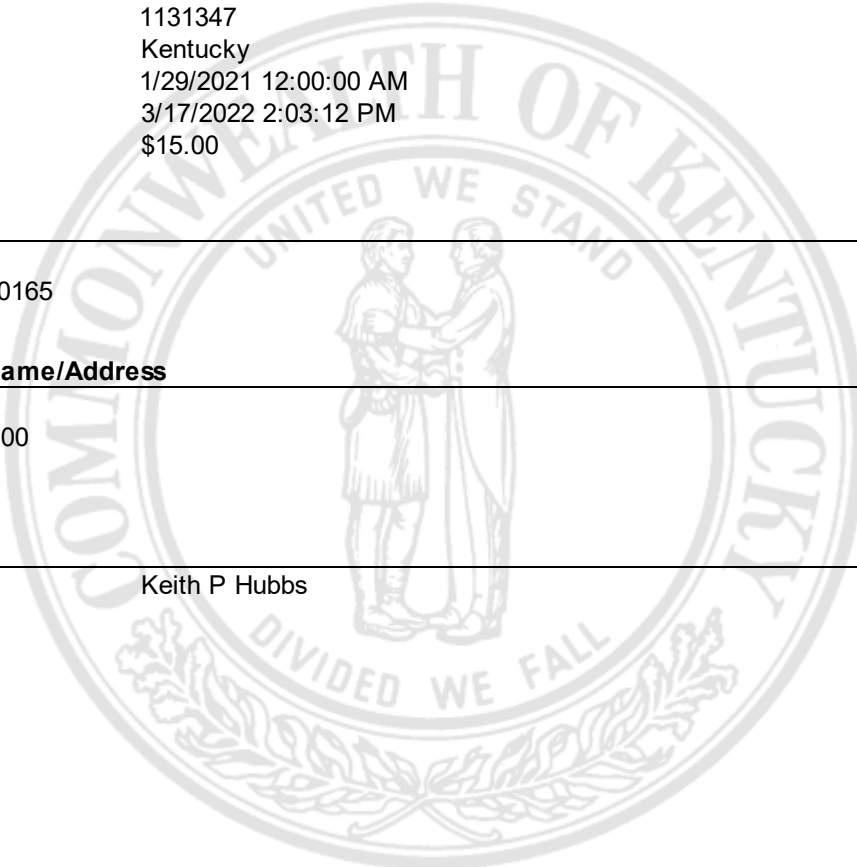 1131347
Kentucky
1/29/2021 12:00:00 AM
3/17/2022 2:03:12 PM
$15.00
COMMONWEALTH OF KENTUCKY
UNITED WE STAND
0165
ame/Address
00
Keith P Hubbs
DIVIDED WE FALL